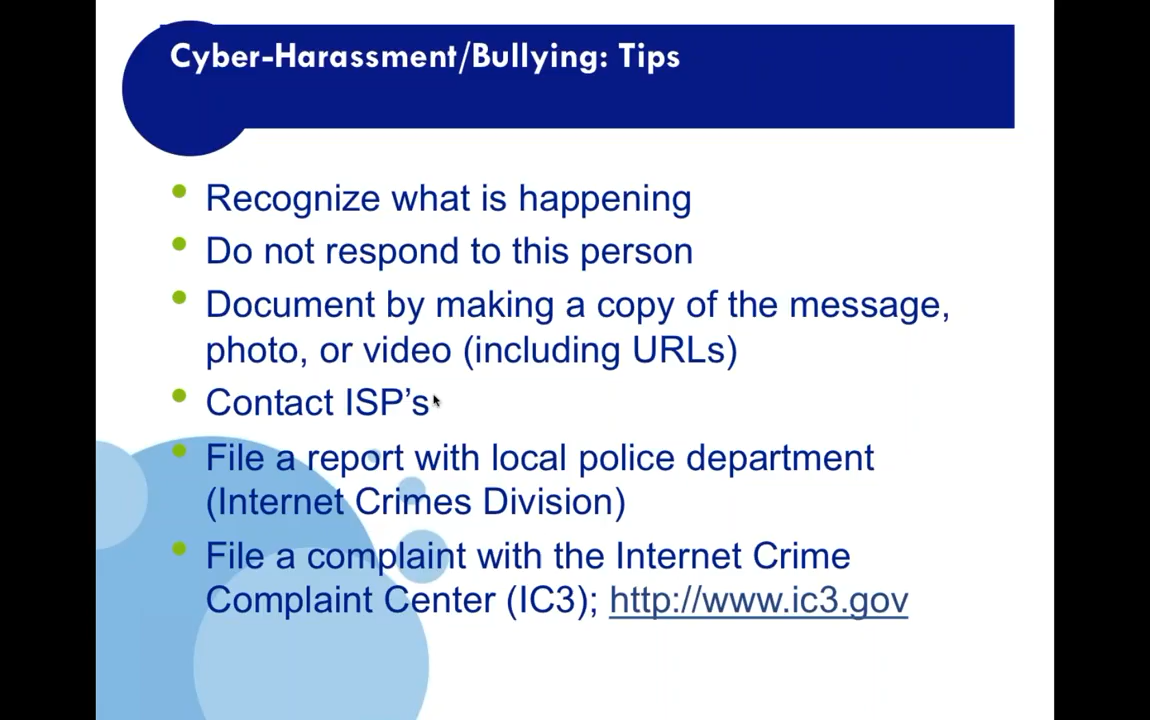 Cyber-Harassment/Bullying: Tips
• Recognize what is happening
• Do not respond to this person
• Document by making a copy of the message,
photo, or video (including URLs)
• Contact ISP’s
• File a report with local police department
(Internet Crimes Division)
• File a complaint with the Internet Crime
Complaint Center (IC3); http://www.ic3.gov